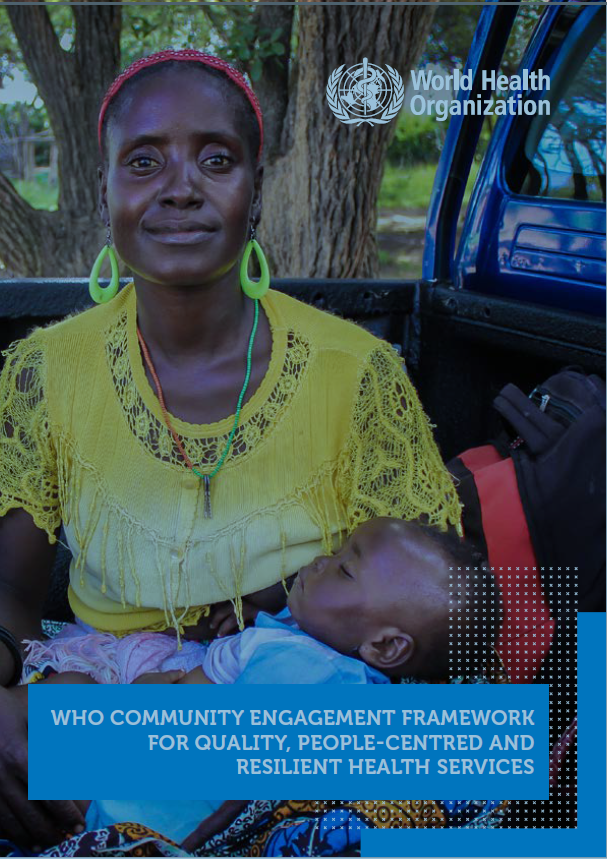 World Health
Organization
WHO COMMUNITY ENGAGEMENT FRAMEWORK
FOR QUALITY, PEOPLE-CENTRED AND
RESILIENT HEALTH SERVICES